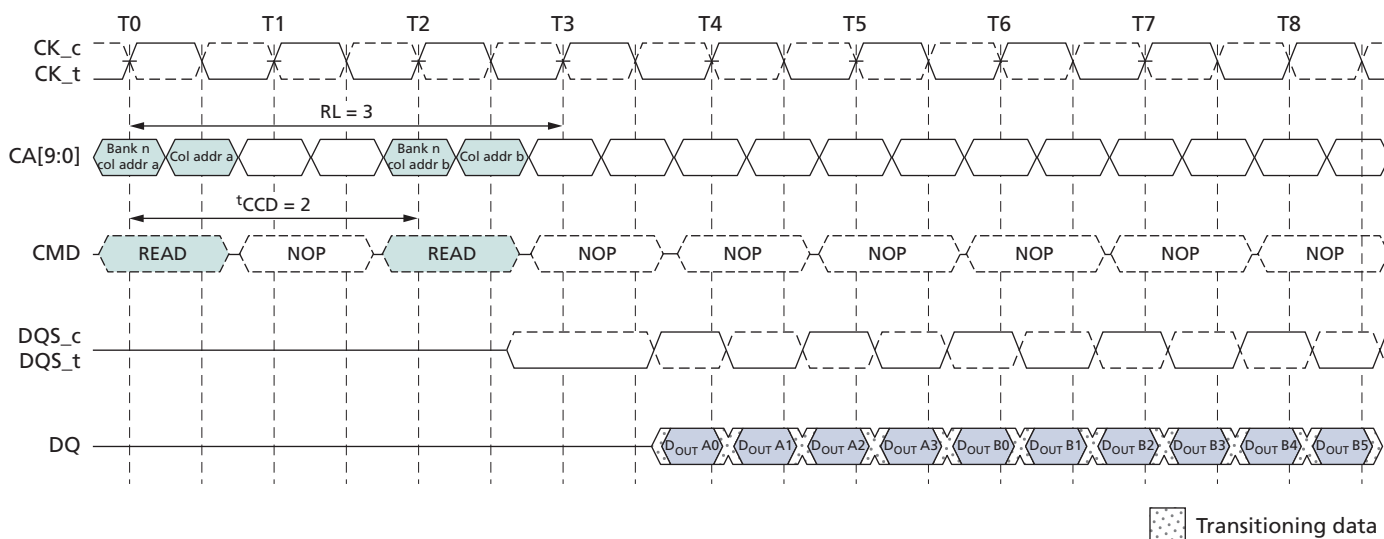 T0 T1 T2 T3 T4 T5 T6 T7 T8
CK_c
CK_t
RL = 3
CA[9:0]
Bank n
col addr a
Col addr a
Bank n
col addr b
Col addr b
tCCD = 2
CMD READ NOP READ NOP NOP NOP NOP NOP NOP
DQS_c
DQS_t
DQ DOUT A0 DOUT A1 DOUT A2 DOUT A3 DOUT B0 DOUT B1 DOUT B2 DOUT B3 DOUT B4 DOUT B5
Transitioning data